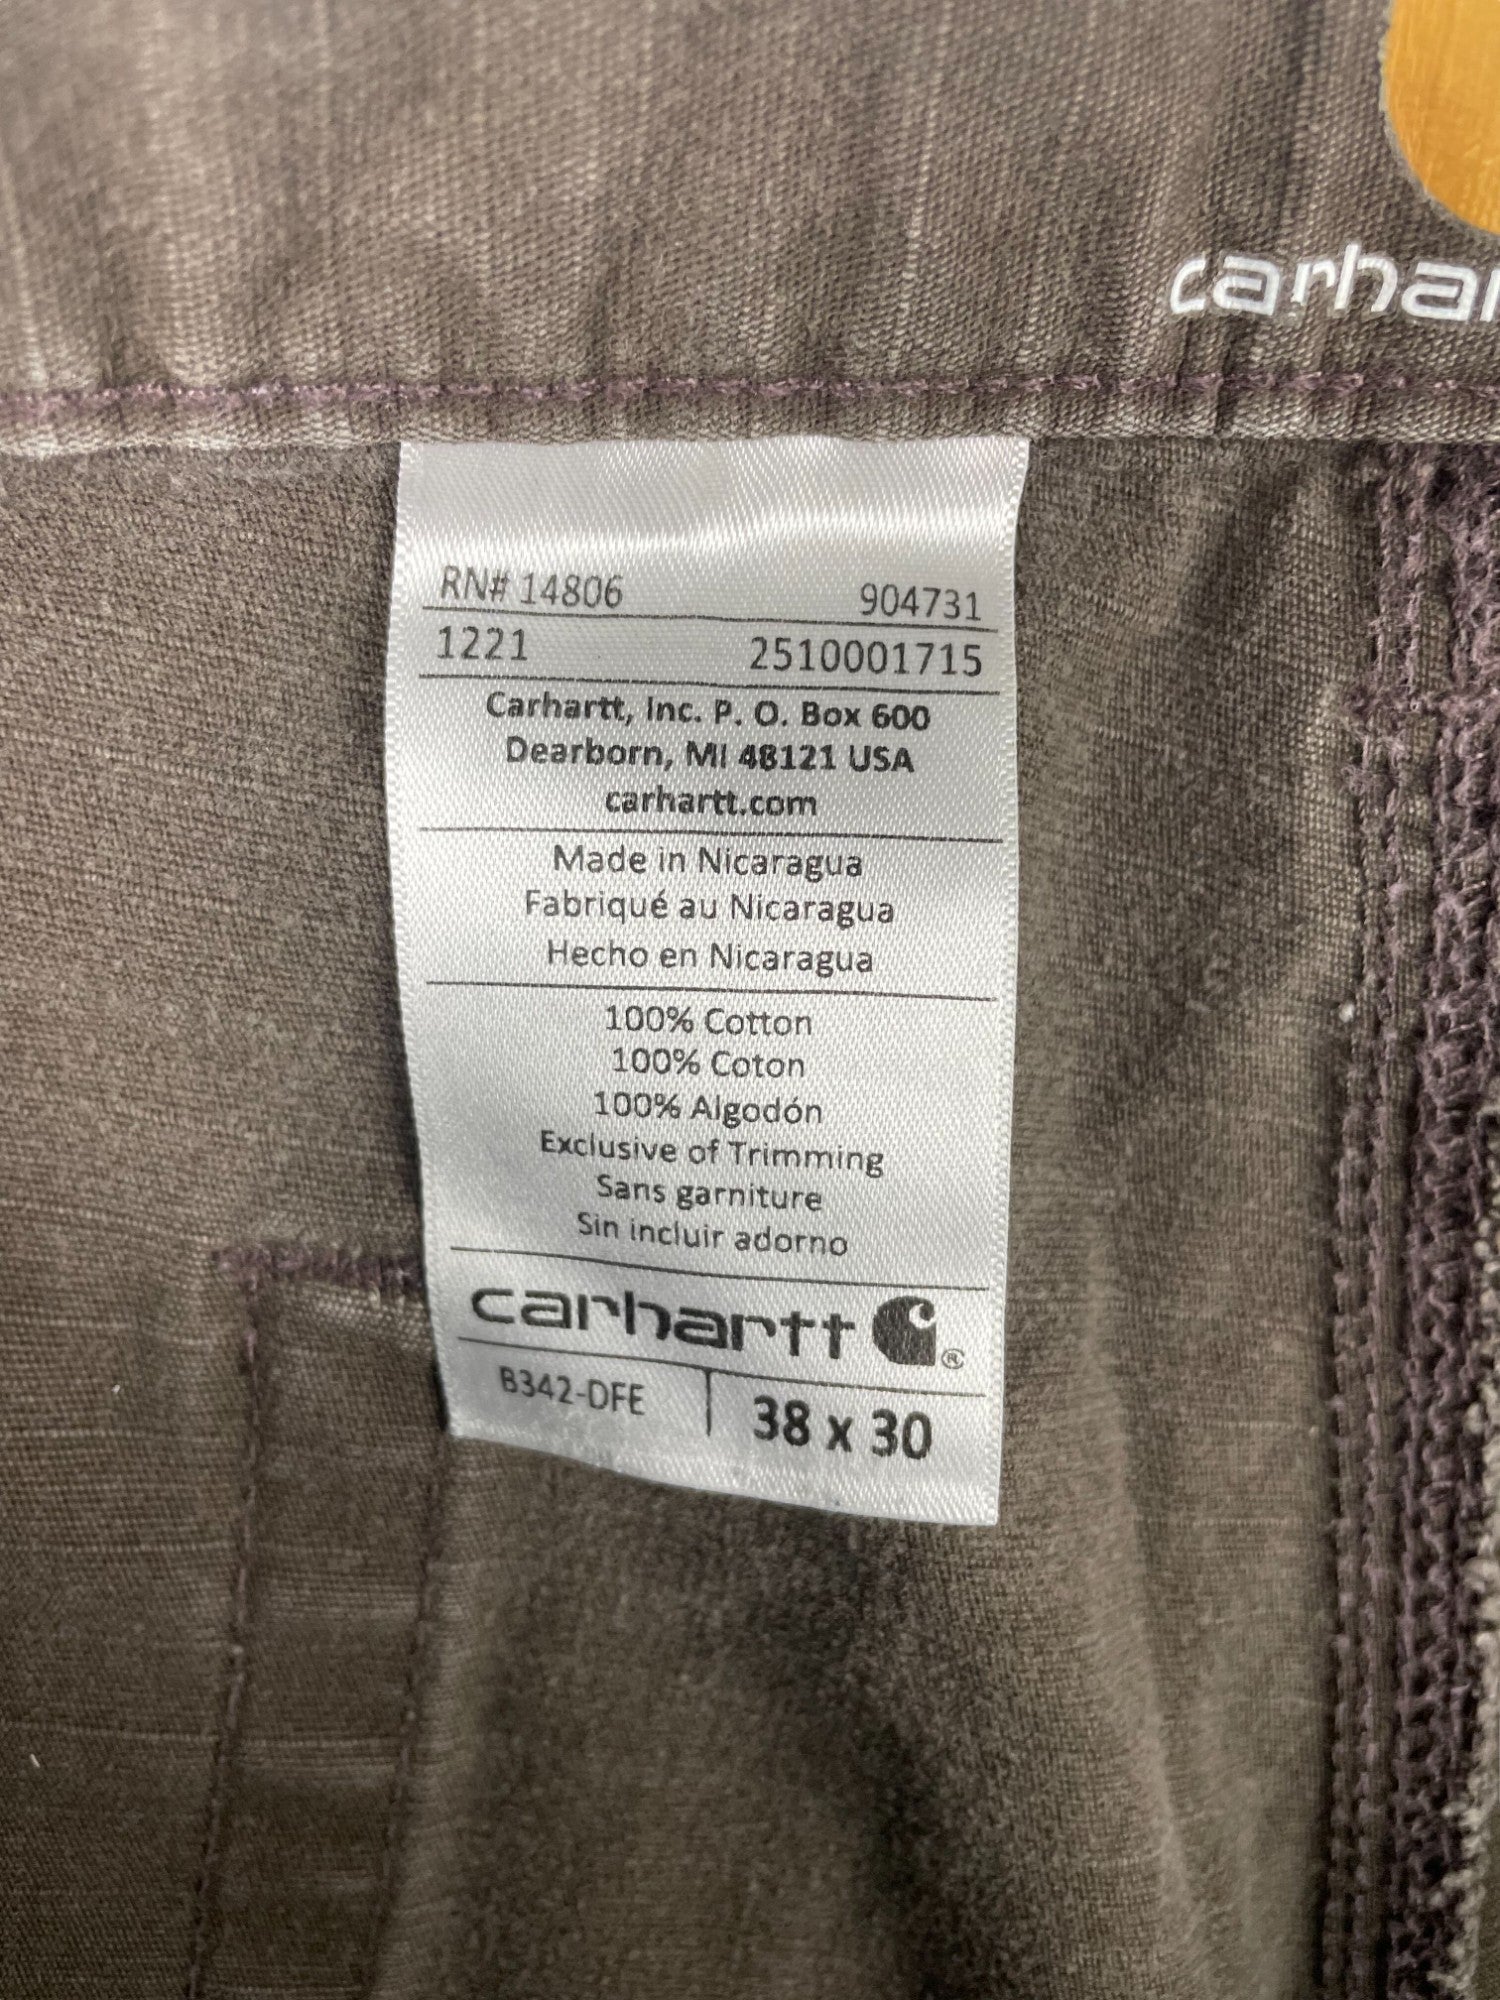 carhar
RN# 14806 904731
1221 2510001715
Carhartt, Inc. P. O. Box 600
Dearborn, MI 48121 USA
carhartt.com
Made in Nicaragua
Fabriqué au Nicaragua
Hecho en Nicaragua
100% Cotton
100% Coton
100% Algodón
Exclusive of Trimming
Sans garniture
Sin incluir adorno
carhartt ®
B342-DFE 38 x 30